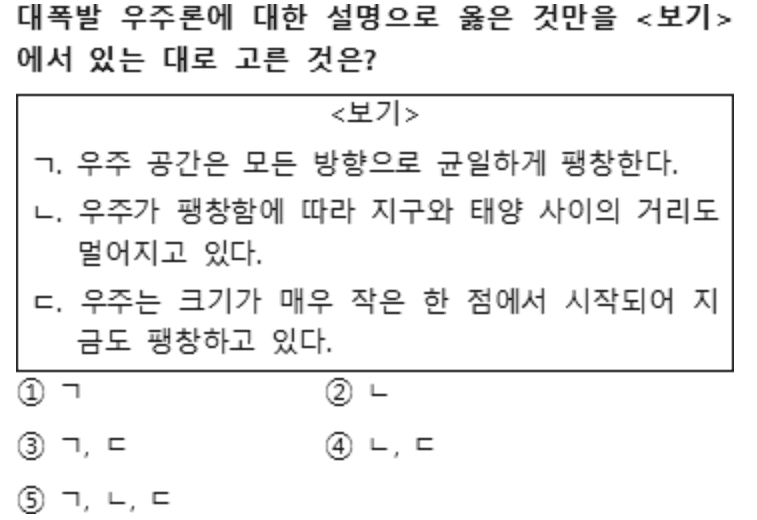 대폭발 우주론에 대한 설명으로 옳은 것만을 <보기>
에서 있는 대로 고른 것은?
<보기>
ㄱ. 우주 공간은 모든 방향으로 균일하게 팽창한다.
ㄴ. 우주가 팽창함에 따라 지구와 태양 사이의 거리도
멀어지고 있다.
ㄷ. 우주는 크기가 매우 작은 한 점에서 시작되어 지
금도 팽창하고 있다.
① ㄱ ② ㄴ
③ ㄱ, ㄷ ④ ㄴ, ㄷ
⑤ ㄱ, ㄴ, ㄷ